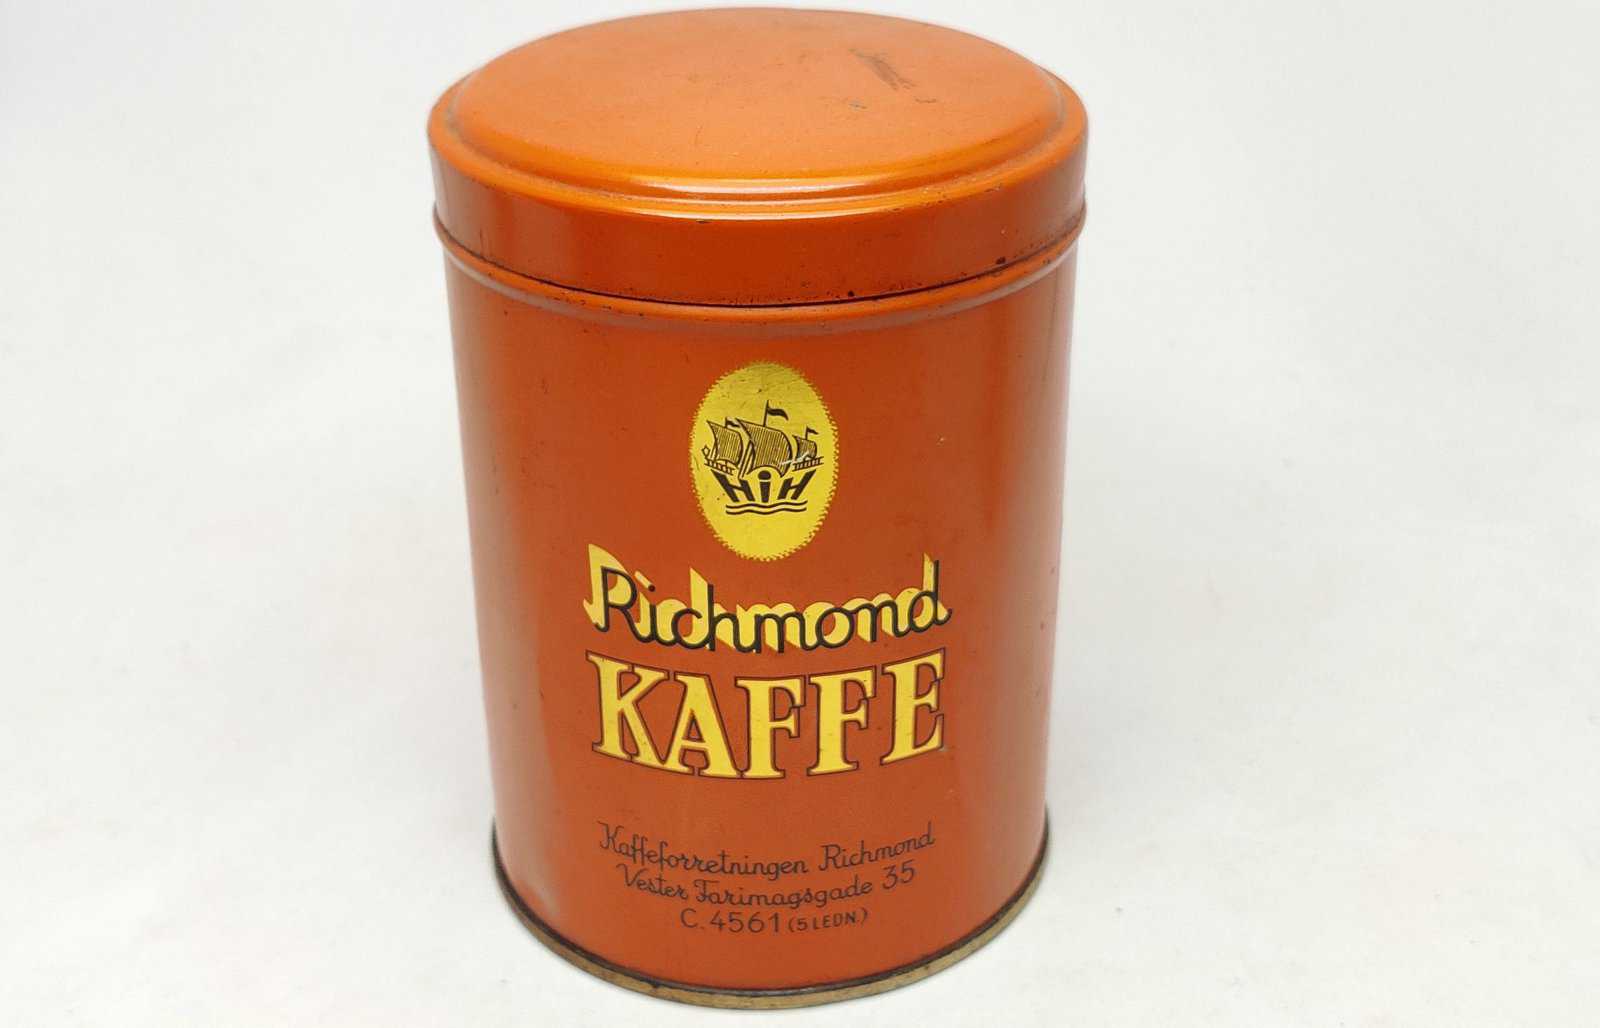 HiH
Richmond
KAFFE
Kaffeforretningen Richmond
Vester Farimagsgade 35
C. 4561 (5 LEDN.)